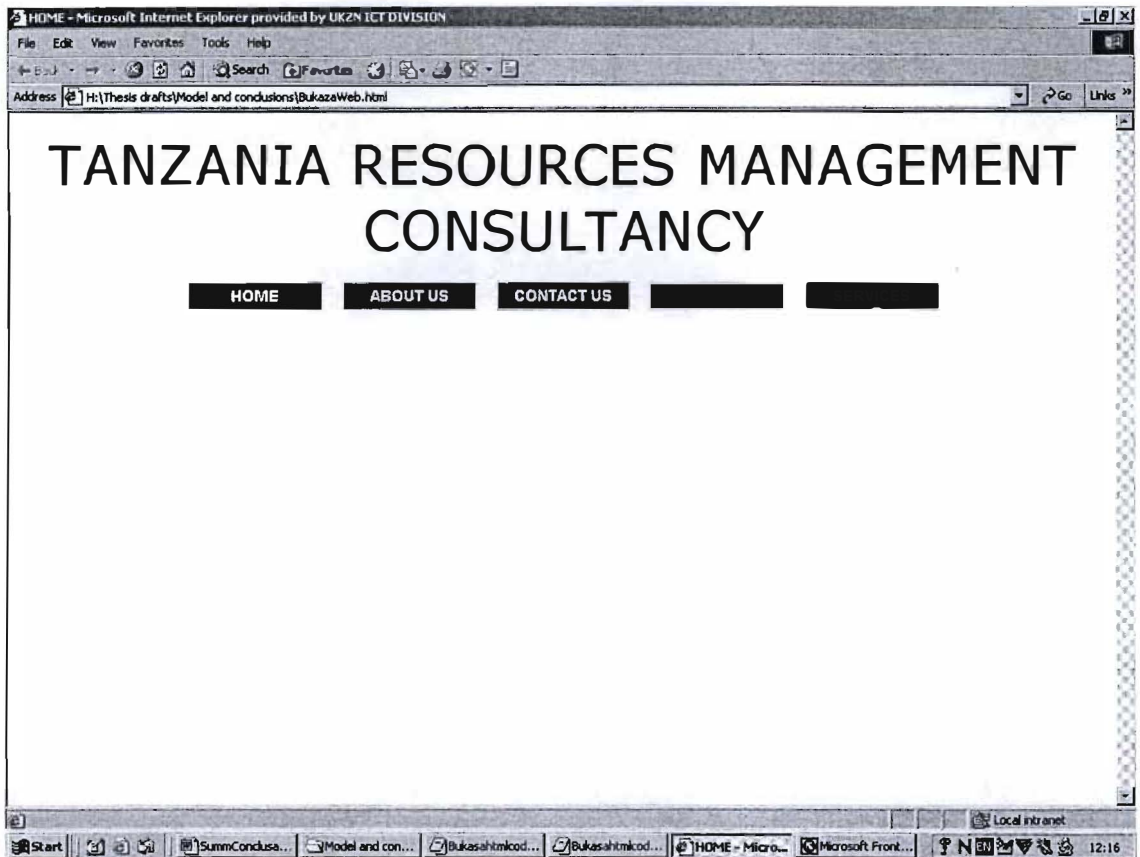 HOME - Microsoft Internet Explorer provided by UKZN ICT DIVISION
File Edit View Favorites Tools Help
Search Favorites
Address H:\Thesis drafts\Model and conclusions\BukazaWeb.html Go Links »
TANZANIA RESOURCES MANAGEMENT
CONSULTANCY
HOME ABOUT US CONTACT US
Local intranet
Start SummConclusa... Model and con... Bukasahtmlcod... Bukasahtmlcod... HOME - Micro... Microsoft Front... EN 12:16